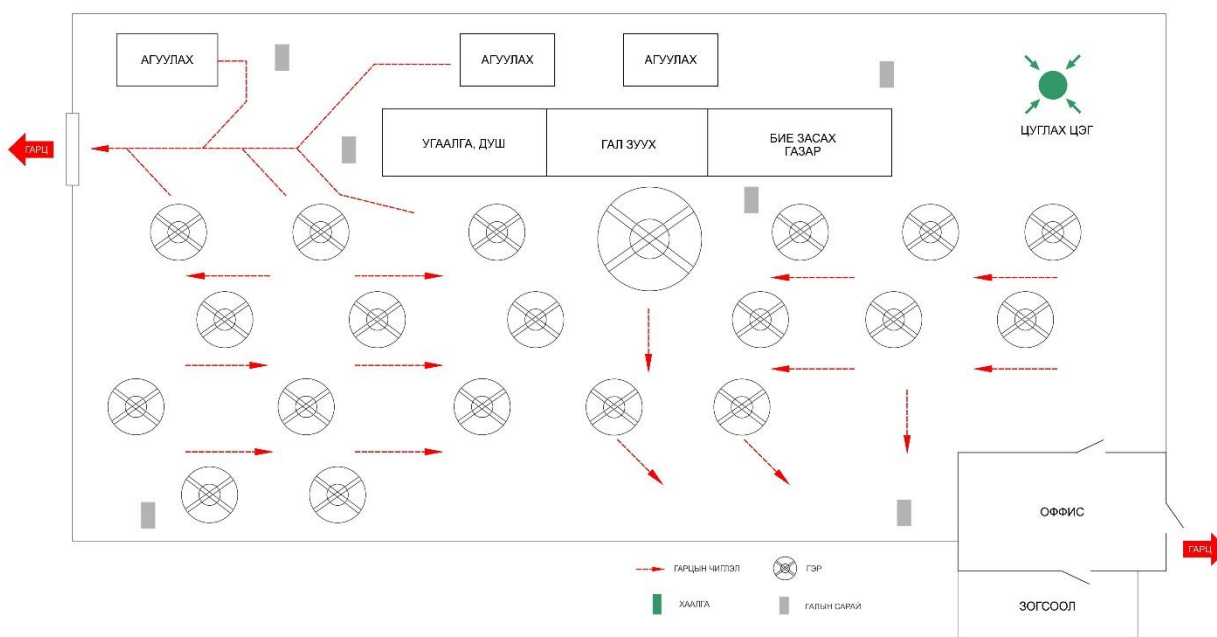 АГУУЛАХ
АГУУЛАХ
АГУУЛАХ
ЦУГЛАХ ЦЭГ
ГАРЦ
УГААЛГА, ДУШ
ГАЛ ЗУУХ
БИЕ ЗАСАХ
ГАЗАР
ОФФИС
ГАРЦ
ГАРЦЫН ЧИГЛЭЛ
ГЭР
ХААЛГА
ГАЛЫН САРАЙ
ЗОГСООЛ